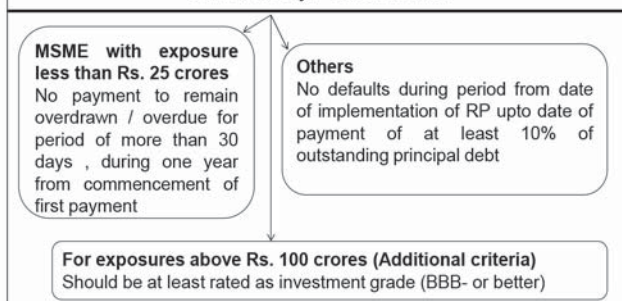 MSME with exposure
less than Rs. 25 crores
No payment to remain
overdrawn / overdue for
period of more than 30
days , during one year
from commencement of
first payment
Others
No defaults during period from date
of implementation of RP upto date of
payment of at least 10% of
outstanding principal debt
For exposures above Rs. 100 crores (Additional criteria)
Should be at least rated as investment grade (BBB- or better)